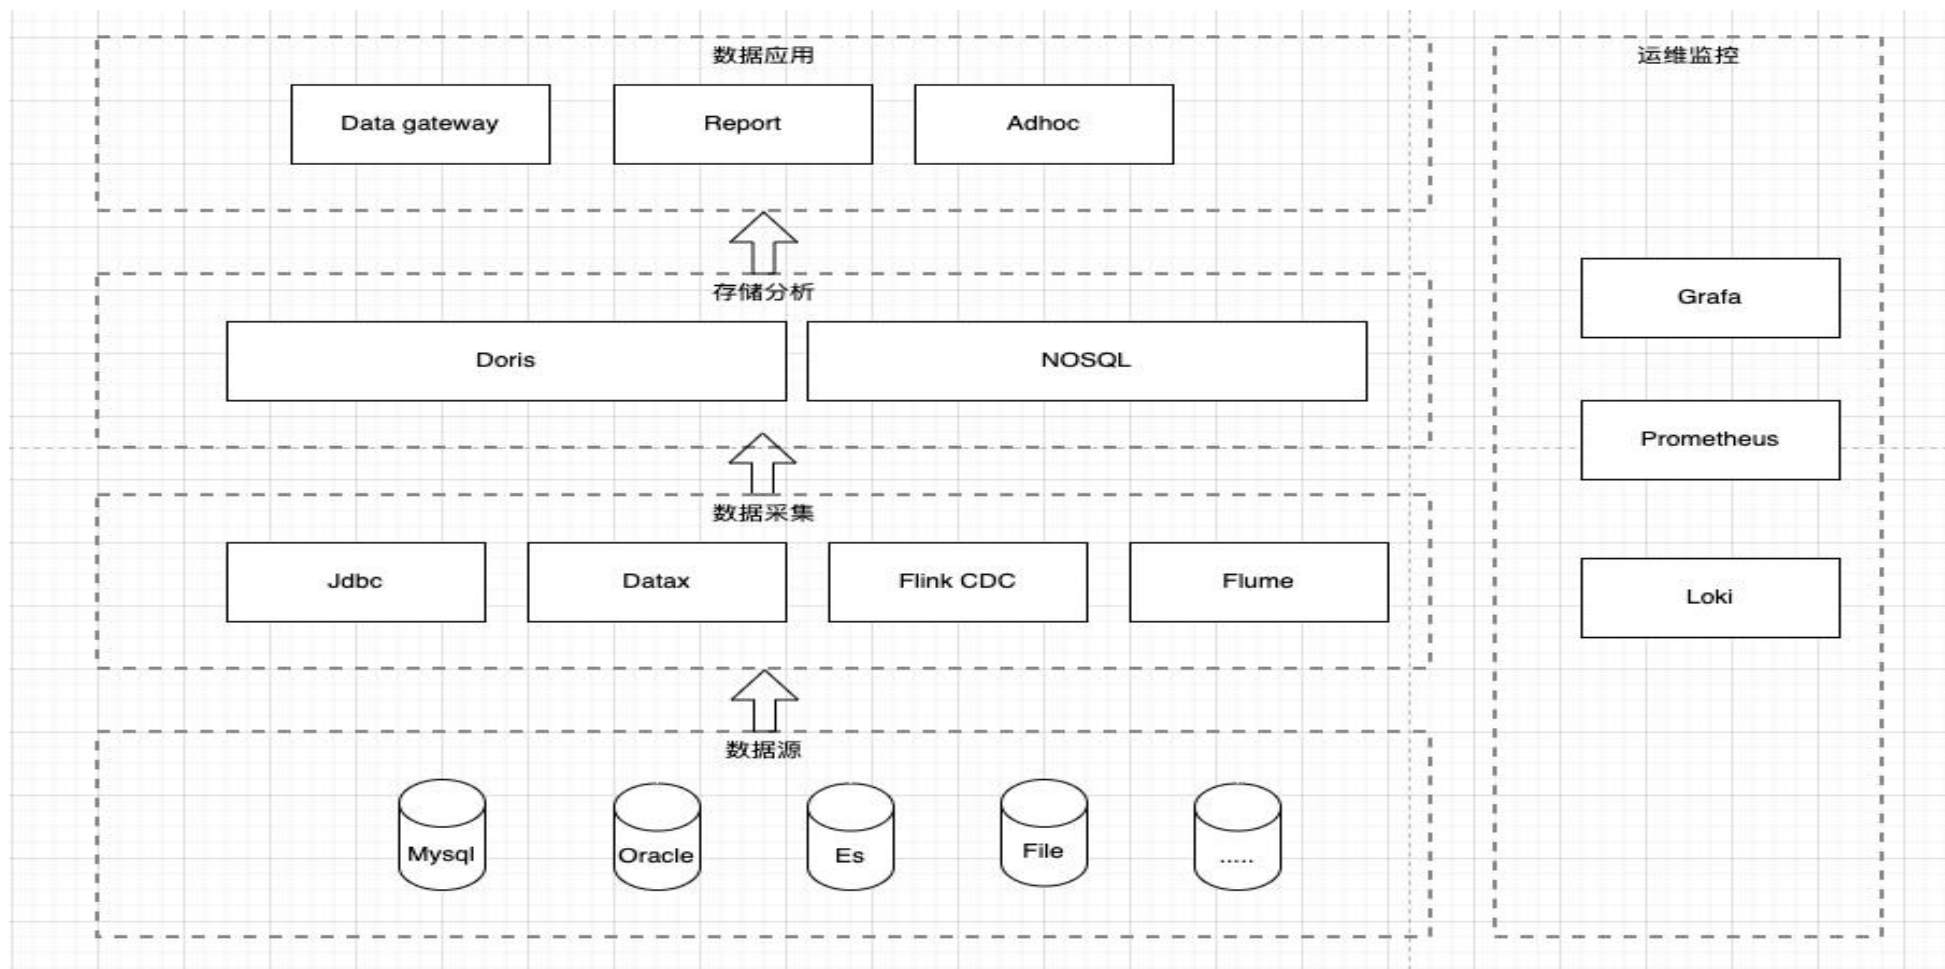 数据应用
Data gateway
Report
Adhoc
存储分析
Doris
NOSQL
数据采集
Jdbc
Datax
Flink CDC
Flume
数据源
Mysql
Oracle
Es
File
.....
运维监控
Grafa
Prometheus
Loki